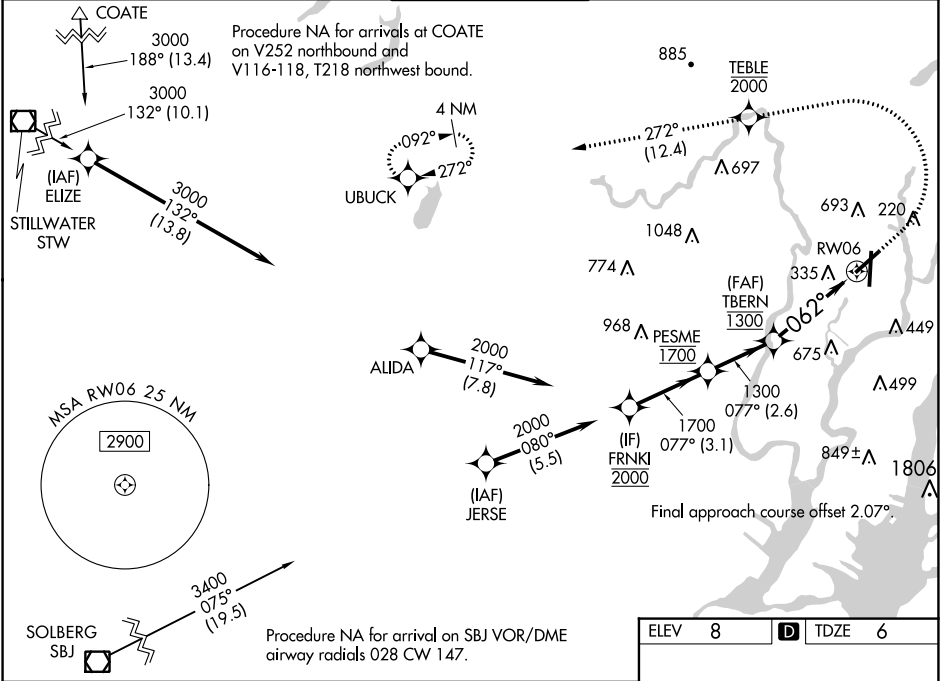 COATE
3000
188° (13.4)
Procedure NA for arrivals at COATE
on V252 northbound and
V116-118, T218 northwest bound.
3000
132° (10.1)
(IAF)
ELIZE
STILLWATER
STW
3000
132°
(13.8)
4 NM
092°
272°
UBUCK
885
TEBLE
2000
272°
(12.4)
697
693
220
1048
RW06
774
335
(FAF)
TBERN
1300
062°
968
PESME
1700
675
449
ALIDA
2000
117°
(7.8)
1300
077° (2.6)
499
MSA RW06 25 NM
2900
2000
080°
(5.5)
1700
077° (3.1)
(IF)
FRNKI
2000
849±
1806
(IAF)
JERSE
Final approach course offset 2.07°.
3400
075°
(19.5)
SOLBERG
SBJ
Procedure NA for arrival on SBJ VOR/DME
airway radials 028 CW 147.
ELEV 8 D TDZE 6